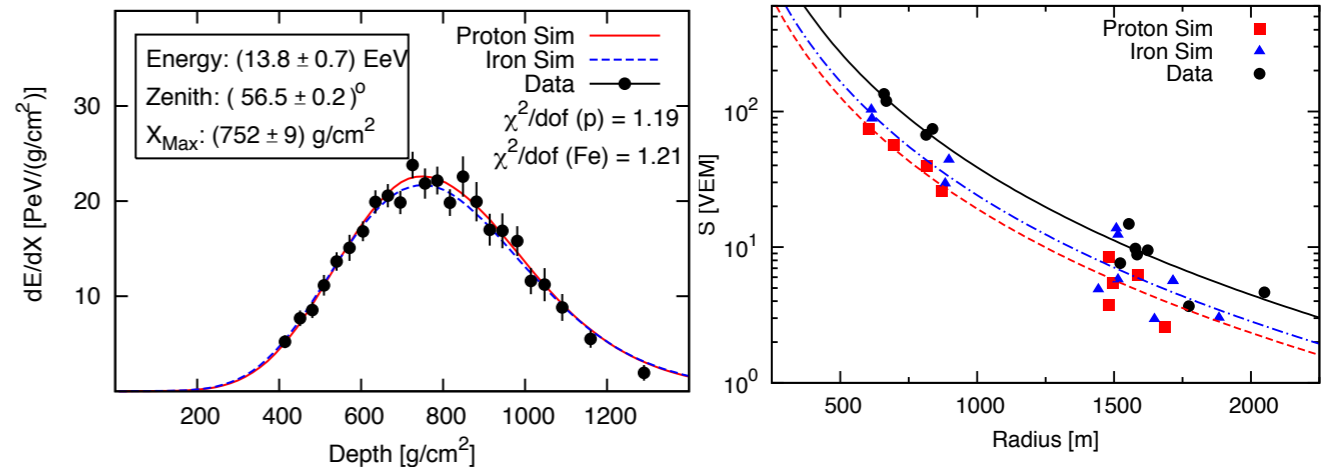 Energy: (13.8 ± 0.7) EeV
Zenith: ( 56.5 ± 0.2 )⁰
X_Max: (752 ± 9) g/cm²
Proton Sim
Iron Sim
Data
χ²/dof (p) = 1.19
χ²/dof (Fe) = 1.21
dE/dX [PeV/(g/cm²)]
30
20
10
200
400
600
800
1000
1200
Depth [g/cm²]
Proton Sim
Iron Sim
Data
S [VEM]
10²
10¹
10⁰
500
1000
1500
2000
Radius [m]